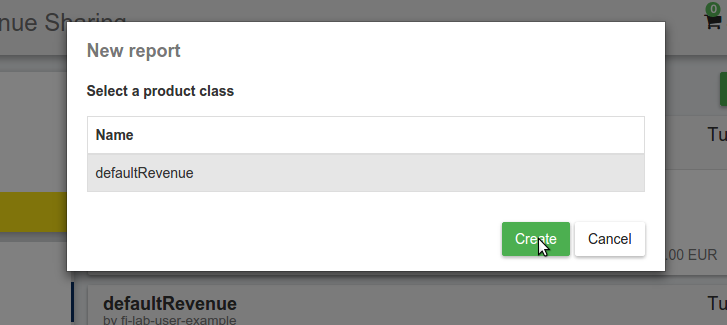 nue Sharing
0
New report
Select a product class
Name
defaultRevenue
Create
Cancel
Tu
.00 EUR
defaultRevenue
Tu
by fi-lab-user-example